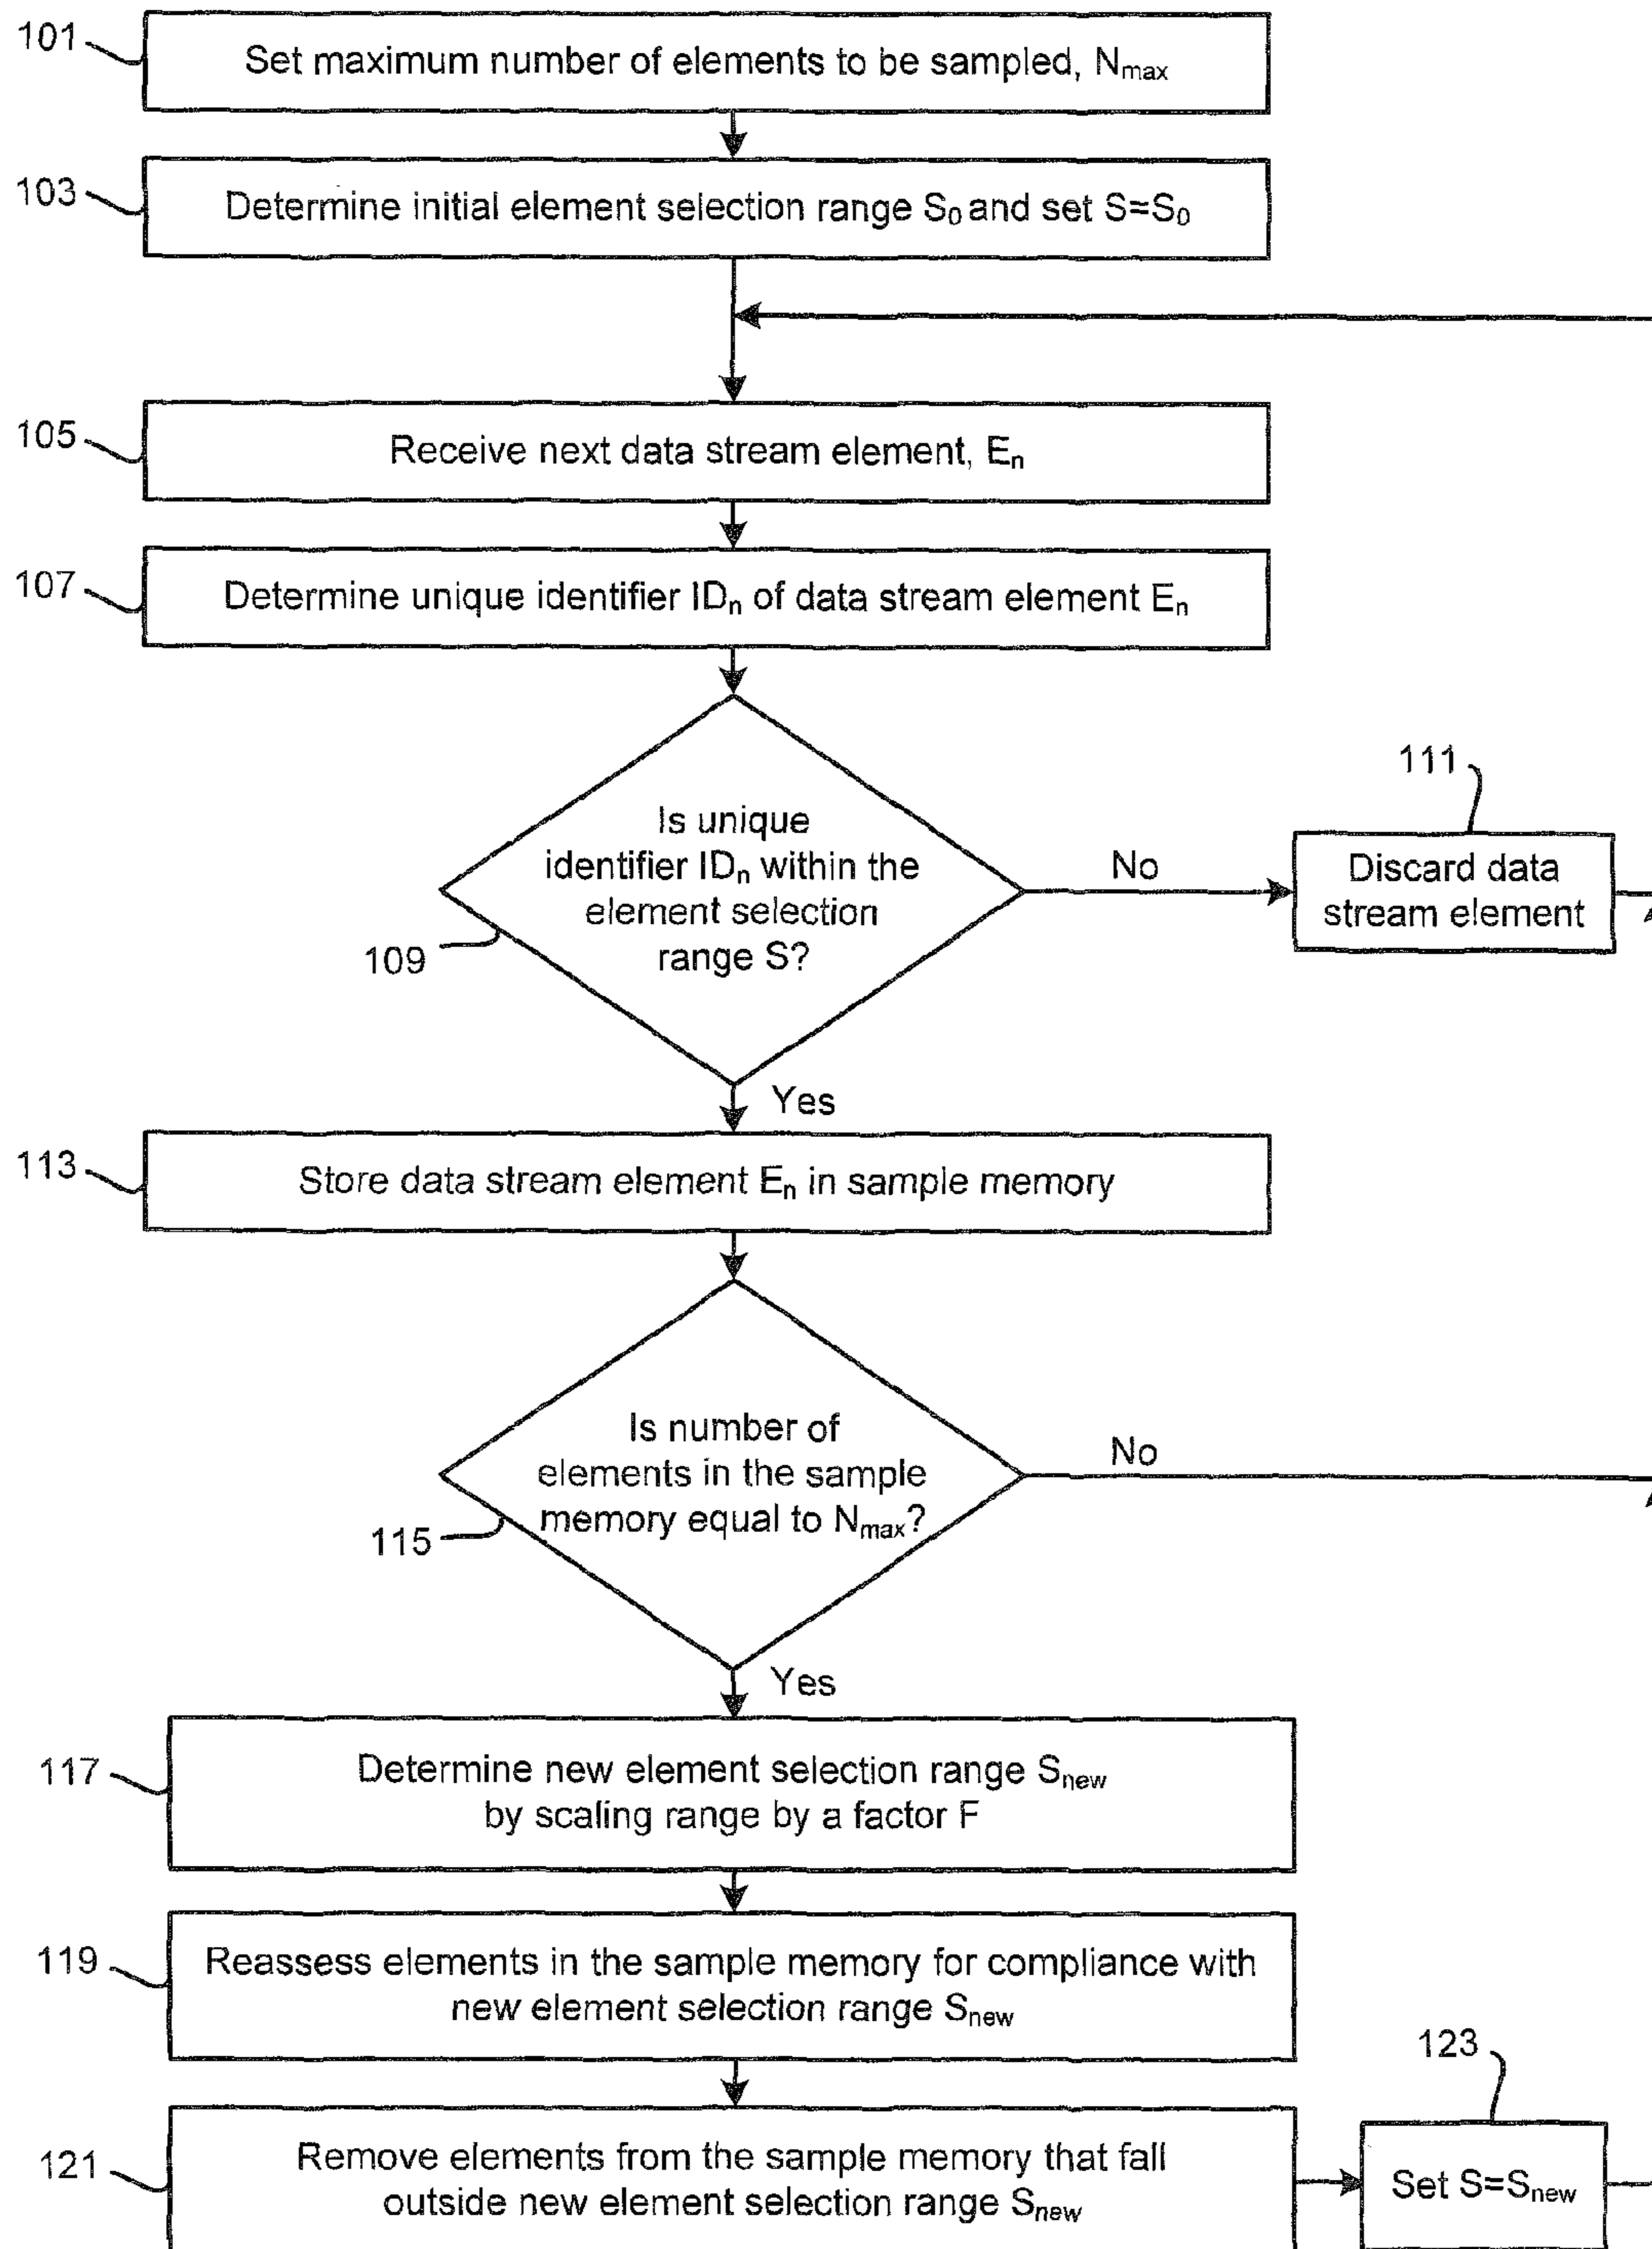 101
Set maximum number of elements to be sampled, Nmax
103
Determine initial element selection range S0 and set S=S0
105
Receive next data stream element, En
107
Determine unique identifier IDn of data stream element En
111
Is unique
identifier IDn within the
element selection
range S?
109
No
Discard data
stream element
Yes
113
Store data stream element En in sample memory
Is number of
elements in the sample
memory equal to Nmax?
115
No
Yes
117
Determine new element selection range Snew
by scaling range by a factor F
119
Reassess elements in the sample memory for compliance with
new element selection range Snew
123
121
Remove elements from the sample memory that fall
outside new element selection range Snew
Set S=Snew